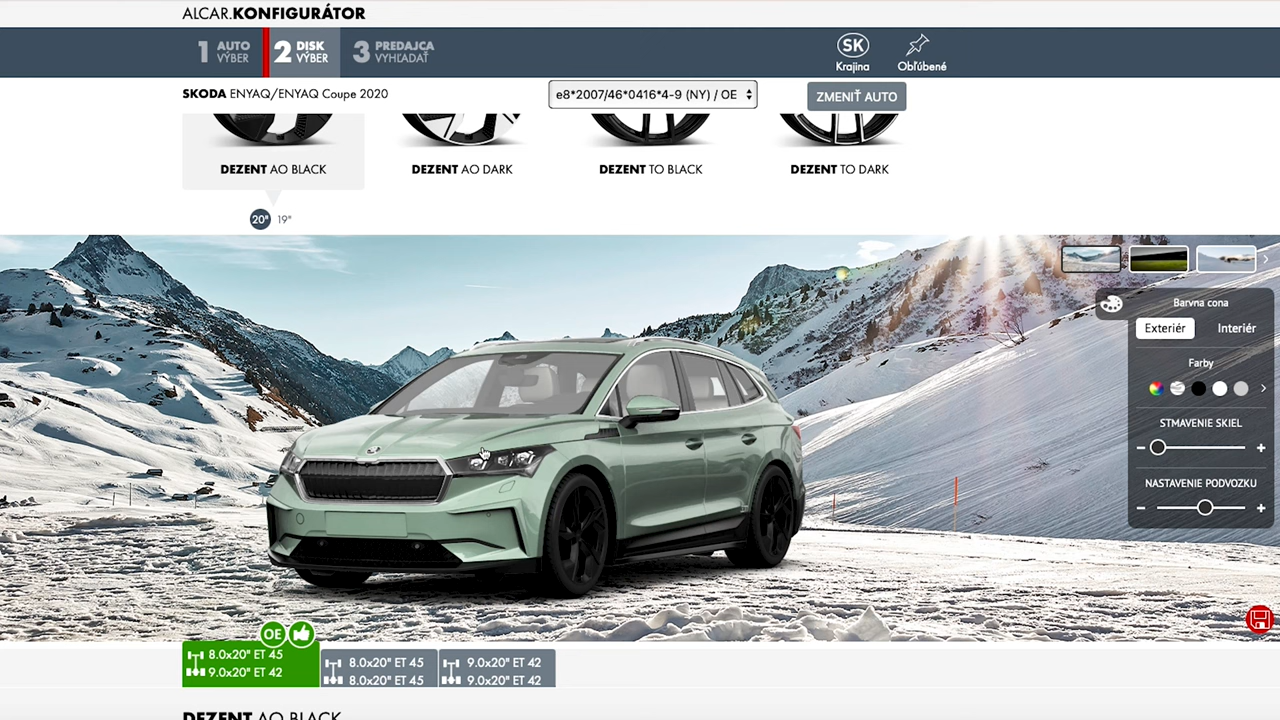 ALCAR.KONFIGURÁTOR
1 AUTO VÝBER
2 DISK VÝBER
3 PREDAJCA VYHĽADAŤ
SK
Krajina
Obľúbené
SKODA ENYAQ/ENYAQ Coupe 2020
e8*2007/46*0416*4-9 (NY) / OE
ZMENIŤ AUTO
DEZENT AO BLACK
DEZENT AO DARK
DEZENT TO BLACK
DEZENT TO DARK
20" 19"
Barvna cona
Exteriér Interiér
Farby
STMAVENIE SKIEL
- +
NASTAVENIE PODVOZKU
- +
OE
8.0x20" ET 45
9.0x20" ET 42
8.0x20" ET 45
8.0x20" ET 45
9.0x20" ET 42
9.0x20" ET 42
DEZENT AO BLACK